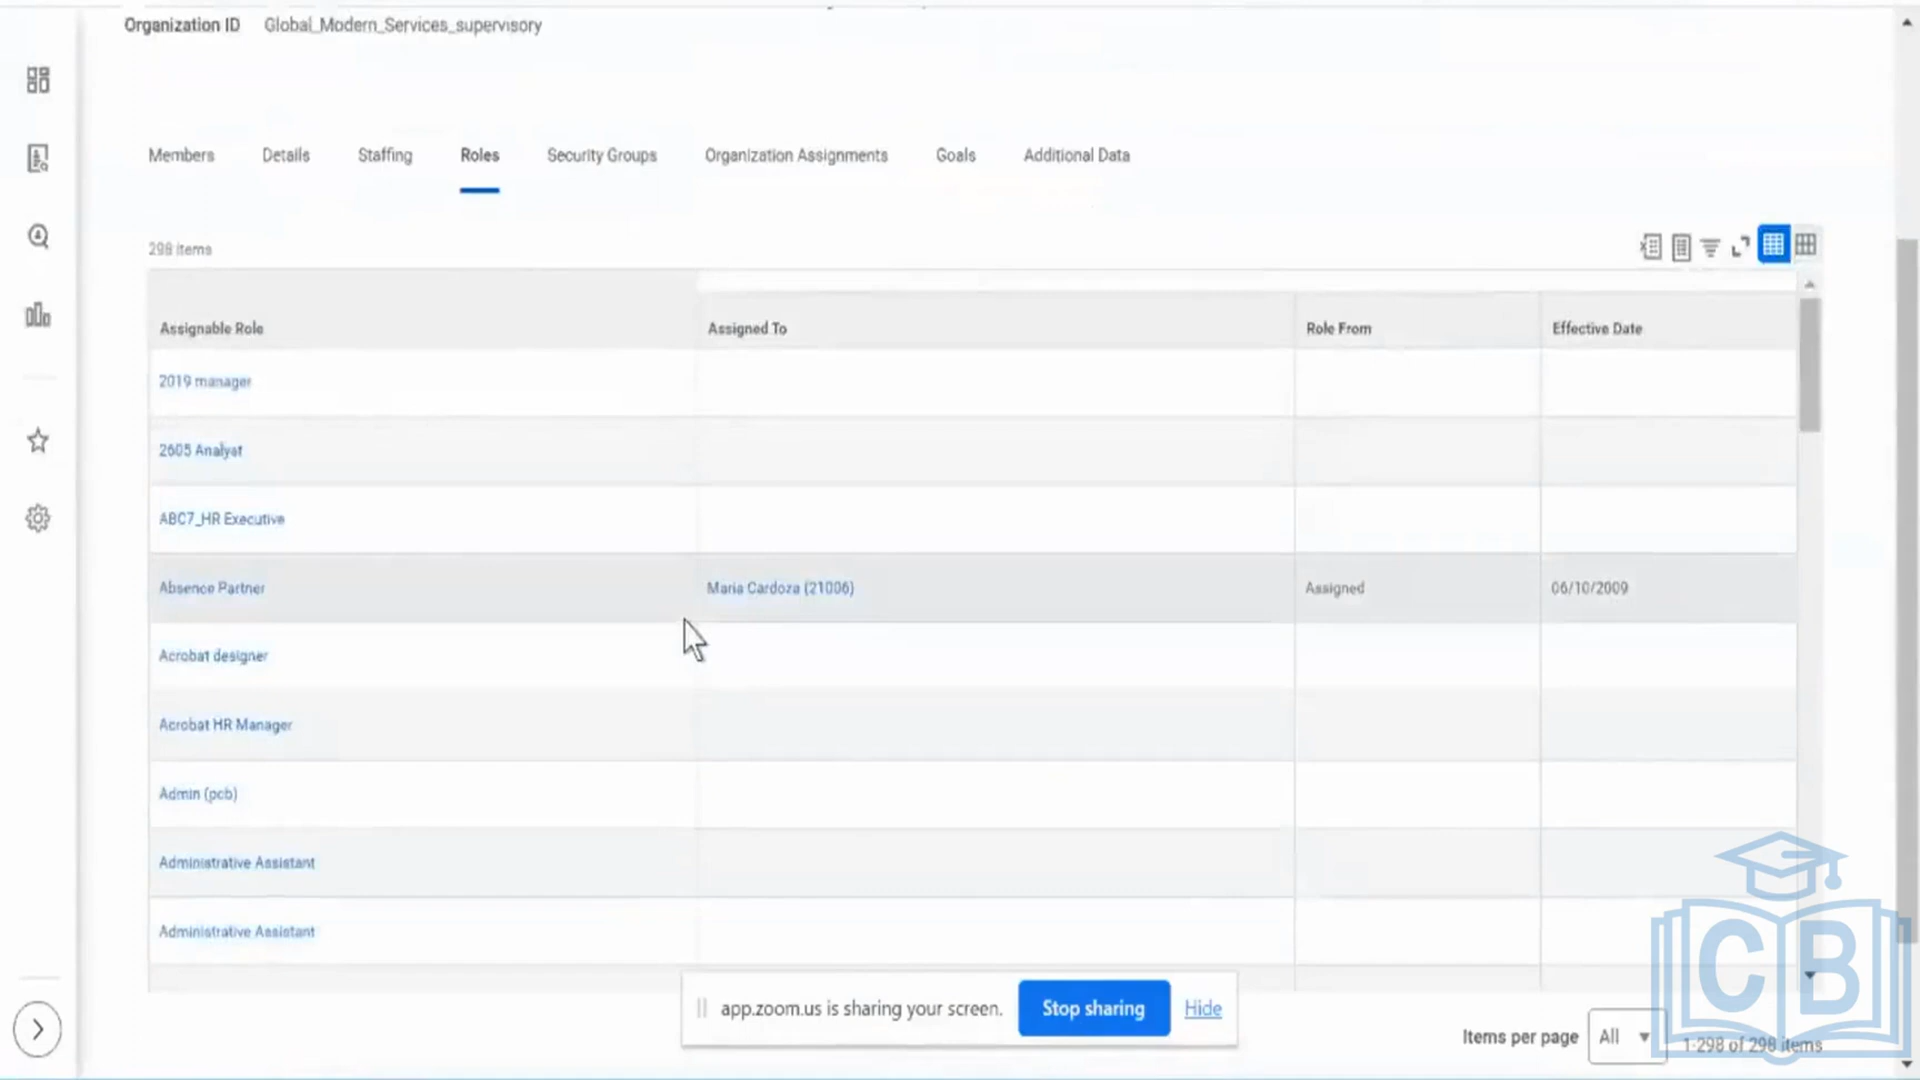 Organization ID Global_Modern_Services_supervisory
Members Details Staffing Roles Security Groups Organization Assignments Goals Additional Data
298 items
Assignable Role Assigned To Role From Effective Date
2019 manager
2605 Analyst
ABC7_HR Executive
Absence Partner Maria Cardoza (21006) Assigned 06/10/2009
Acrobat designer
Acrobat HR Manager
Admin (pcb)
Administrative Assistant
Administrative Assistant
app.zoom.us is sharing your screen. Stop sharing Hide
Items per page All 1-298 of 298 items
CB